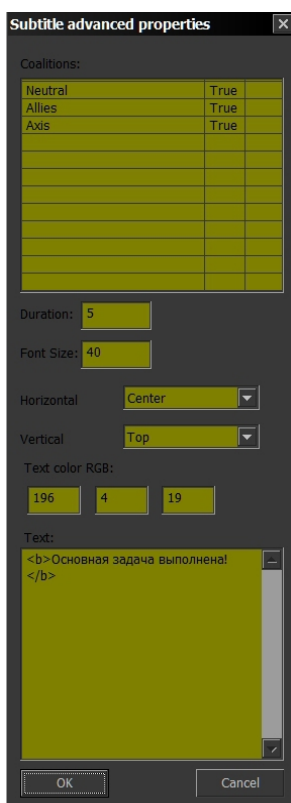 Subtitle advanced properties
Coalitions:
Neutral True
Allies True
Axis True
Duration: 5
Font Size: 40
Horizontal Center
Vertical Top
Text color RGB:
196 4 19
Text:
<b>Основная задача выполнена!
</b>
OK Cancel